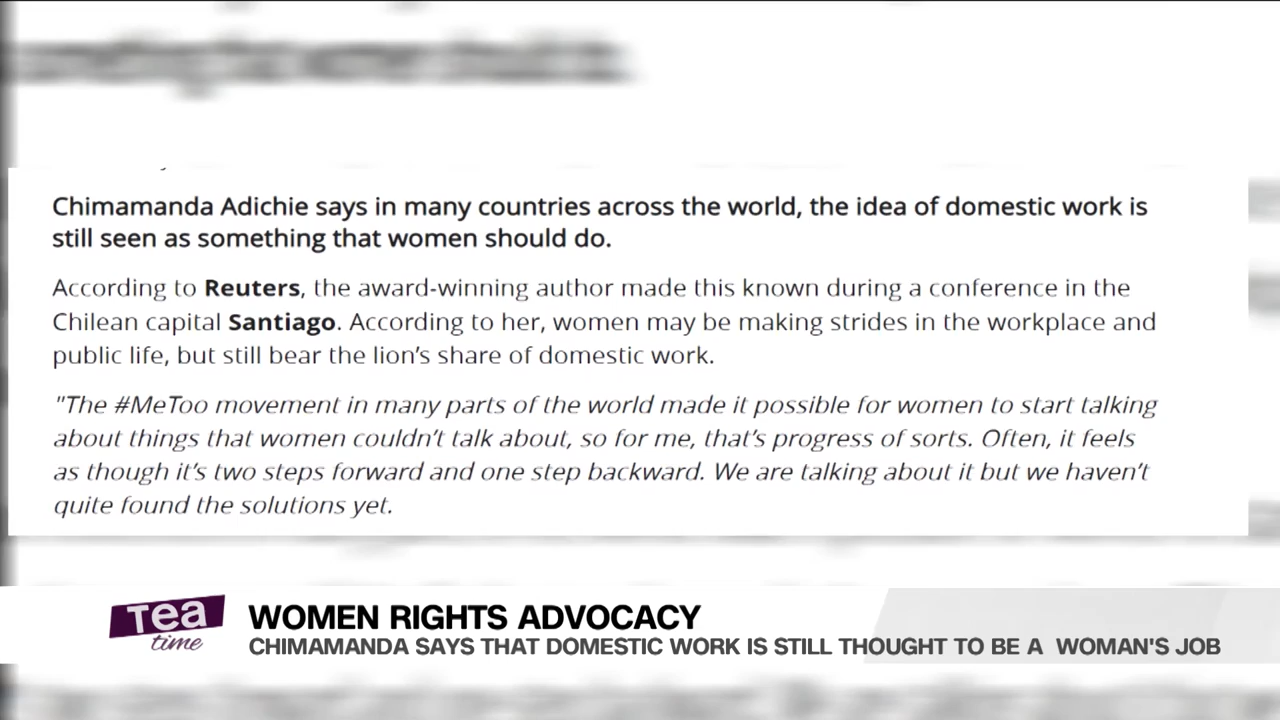 Chimamanda Adichie says in many countries across the world, the idea of domestic work is
still seen as something that women should do.
According to Reuters, the award-winning author made this known during a conference in the
Chilean capital Santiago. According to her, women may be making strides in the workplace and
public life, but still bear the lion’s share of domestic work.
"The #MeToo movement in many parts of the world made it possible for women to start talking
about things that women couldn’t talk about, so for me, that’s progress of sorts. Often, it feels
as though it’s two steps forward and one step backward. We are talking about it but we haven’t
quite found the solutions yet.
Tea
time
WOMEN RIGHTS ADVOCACY
CHIMAMANDA SAYS THAT DOMESTIC WORK IS STILL THOUGHT TO BE A  WOMAN'S JOB